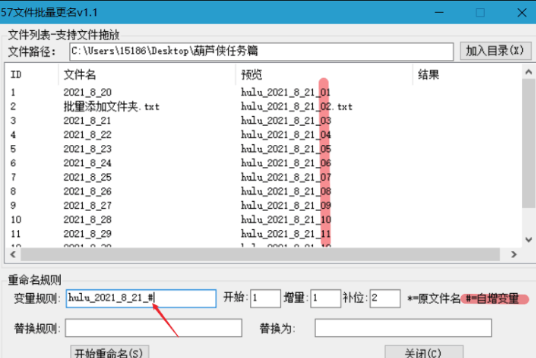 57文件批量更名v1.1
文件列表-支持文件拖放
文件路径: C:\Users\15186\Desktop\葫芦侠任务篇 加入目录(X)
ID 文件名 预览 结果
1 2021_8_20 hulu_2021_8_21_01
2 批量添加文件夹.txt hulu_2021_8_21_02.txt
3 2021_8_21 hulu_2021_8_21_03
4 2021_8_22 hulu_2021_8_21_04
5 2021_8_23 hulu_2021_8_21_05
6 2021_8_24 hulu_2021_8_21_06
7 2021_8_25 hulu_2021_8_21_07
8 2021_8_26 hulu_2021_8_21_08
9 2021_8_27 hulu_2021_8_21_09
10 2021_8_28 hulu_2021_8_21_10
11 2021_8_29 hulu_2021_8_21_11
重命名规则
变量规则: hulu_2021_8_21_# 开始: 1 增量: 1 补位: 2 *=原文件名 #=自增变量
替换规则: 替换为:
开始重命名(S) 关闭(C)